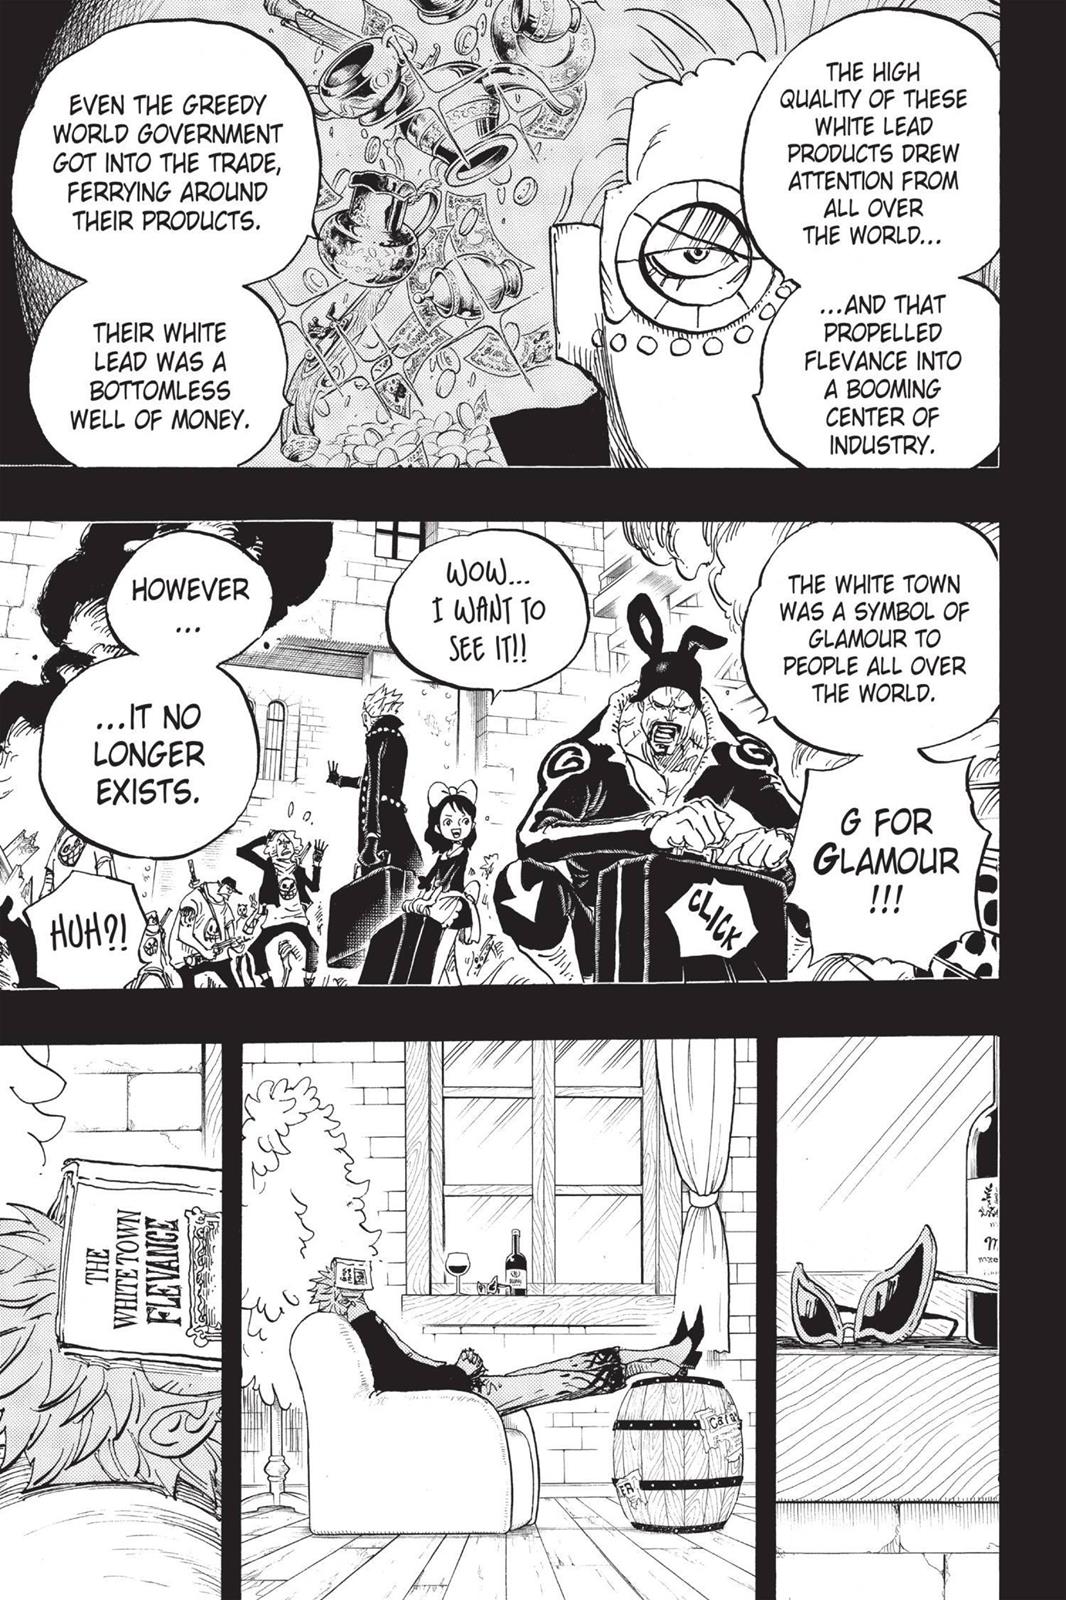 THE HIGH
QUALITY OF THESE
WHITE LEAD
PRODUCTS DREW
ATTENTION FROM
ALL OVER
THE WORLD...
...AND THAT
PROPELLED
FLEVANCE INTO
A BOOMING
CENTER OF
INDUSTRY.
EVEN THE GREEDY
WORLD GOVERNMENT
GOT INTO THE TRADE,
FERRYING AROUND
THEIR PRODUCTS.
THEIR WHITE
LEAD WAS A
BOTTOMLESS
WELL OF MONEY.
THE WHITE TOWN
WAS A SYMBOL OF
GLAMOUR TO
PEOPLE ALL OVER
THE WORLD.
G FOR
GLAMOUR
!!!
CLICK
WOW...
I WANT TO
SEE IT!!
HOWEVER
...
...IT NO
LONGER
EXISTS.
HUH?!
THE
WHITE TOWN
FLEVANCE